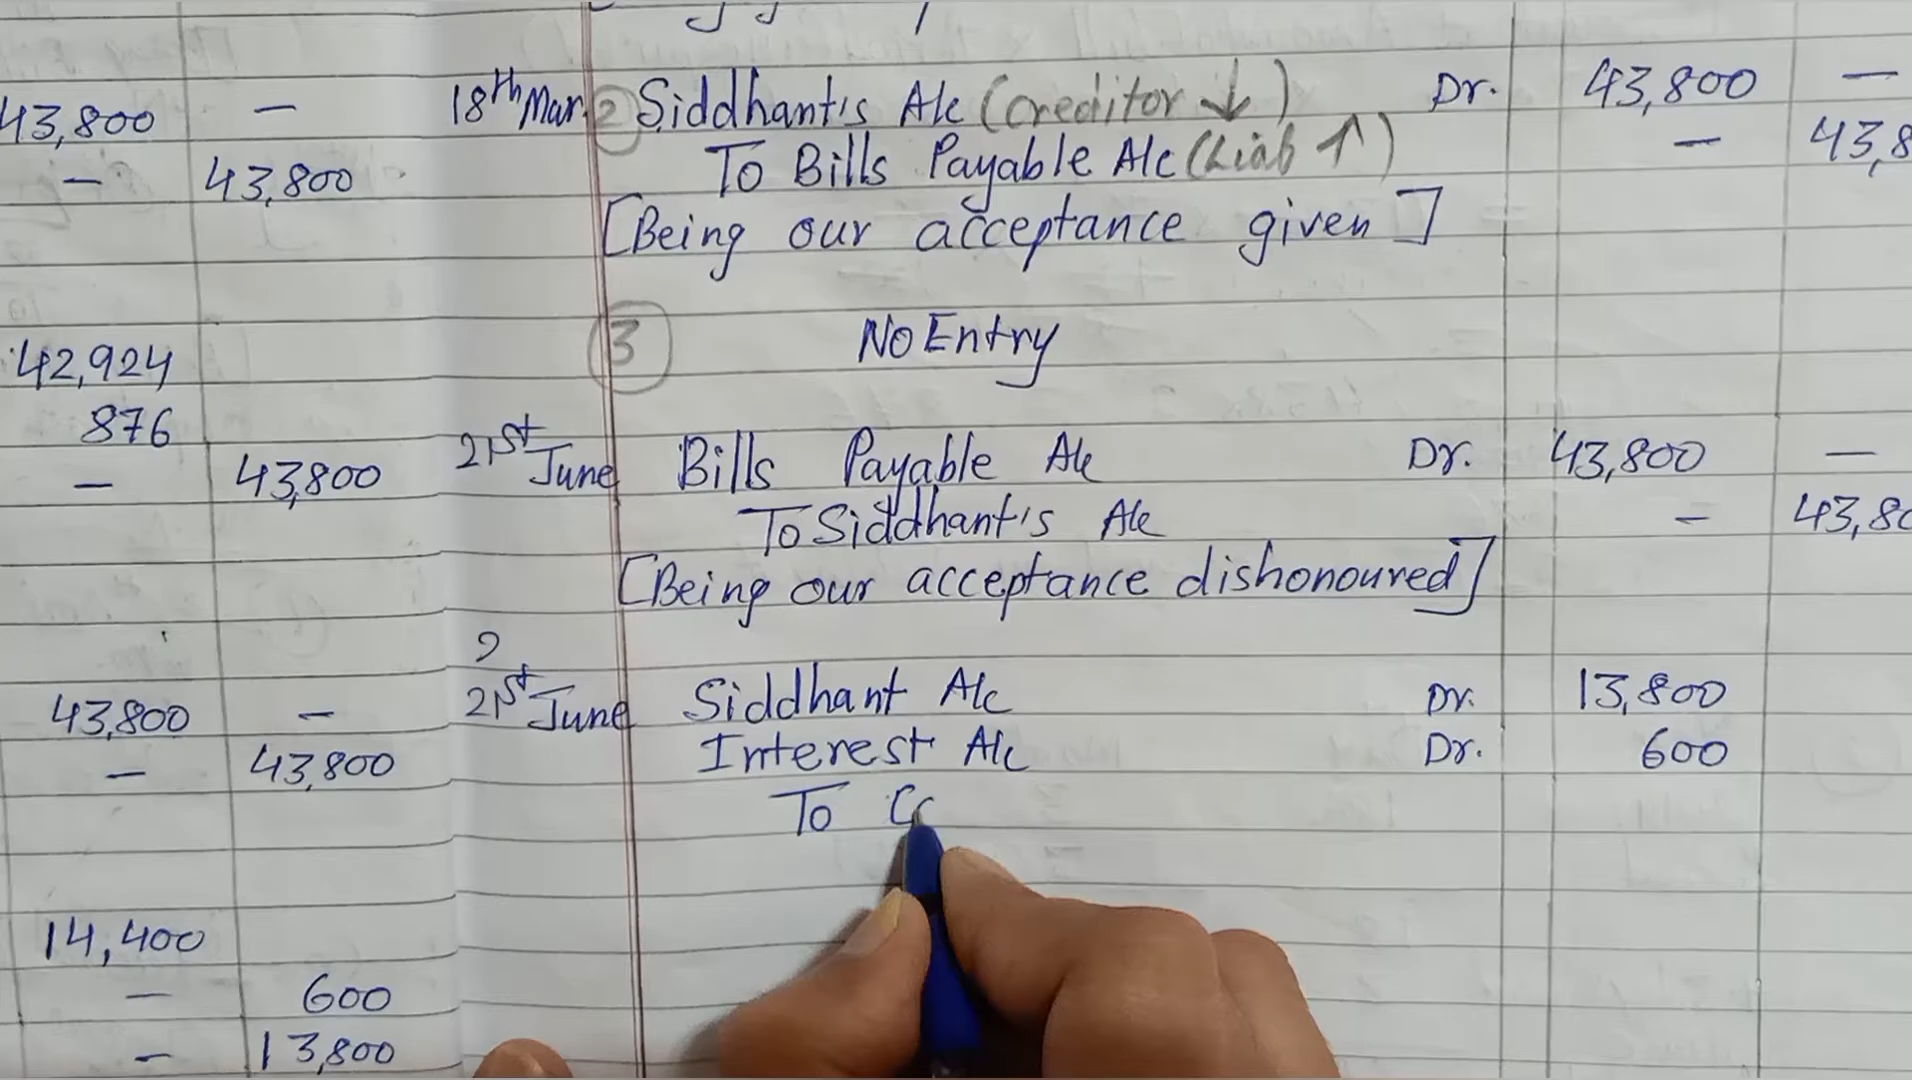 18th Mar. 2 Siddhant's A/c (Creditor ↓) Dr. 43,800 —
43,800 —
To Bills Payable A/c (Liab ↑) — 43,8
— 43,800
[Being our acceptance given]
3 No Entry
42,924
876
21st June Bills Payable A/c Dr. 43,800 —
— 43,800
To Siddhant's A/c — 43,80
[Being our acceptance dishonoured]
21st June Siddhant A/c Dr. 13,800
43,800 —
Interest A/c Dr. 600
— 43,800
To Ca
14,400
— 600
— 13,800